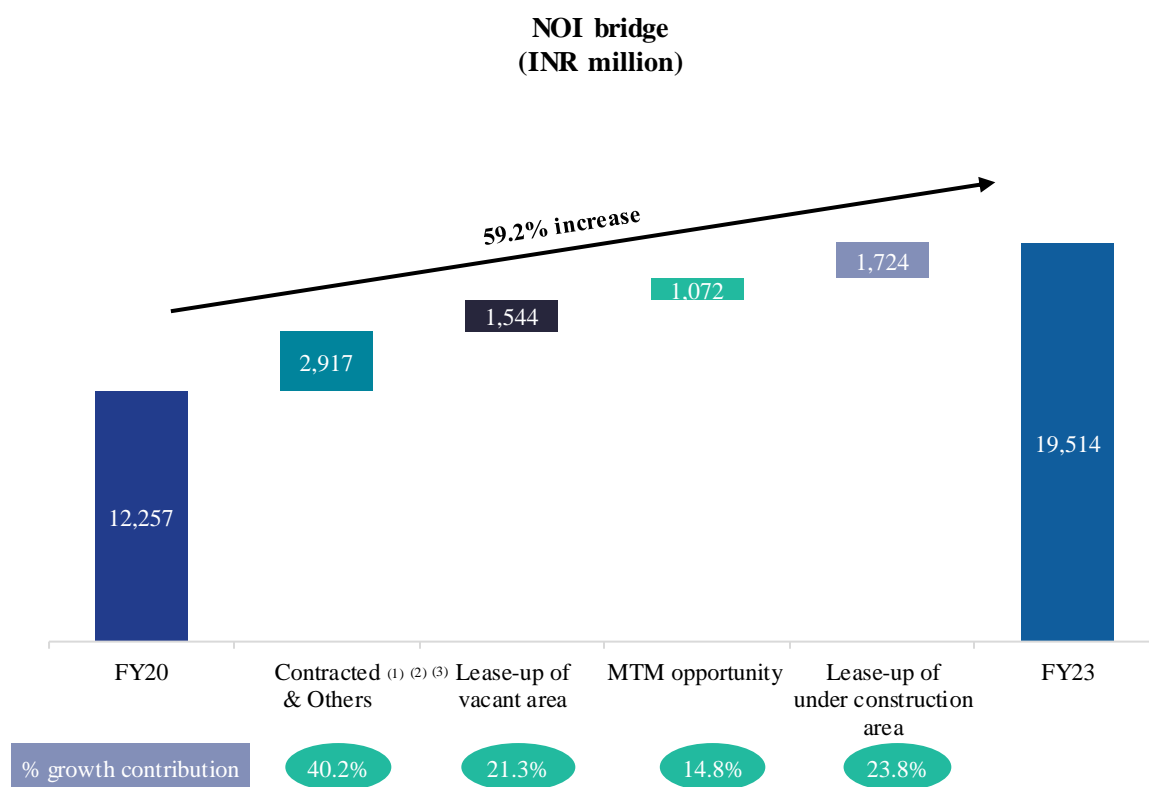 NOI bridge
(INR million)
59.2% increase
1,724
1,072
1,544
2,917
19,514
12,257
FY20
Contracted (1) (2) (3)
& Others
Lease-up of
vacant area
MTM opportunity
Lease-up of
under construction
area
FY23
% growth contribution
40.2%
21.3%
14.8%
23.8%